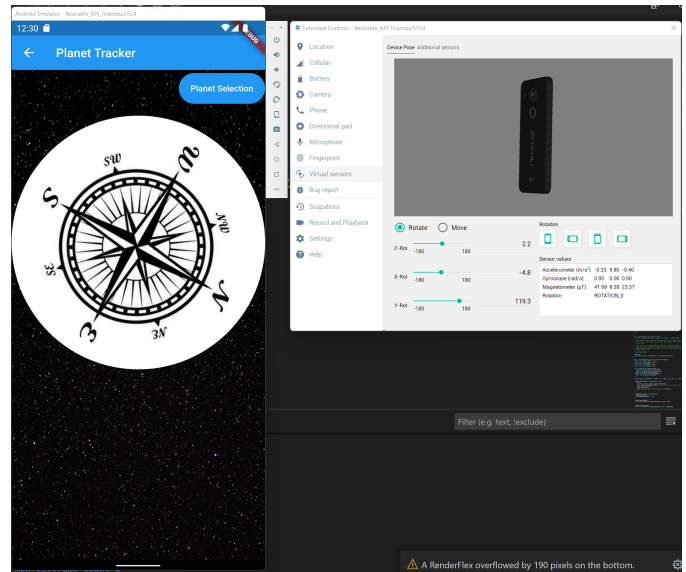 Android Emulator - Resizable_API_Tiramisu:5554
12:30
DEBUG
Planet Tracker
Planet Selection
SW
W
S
NW
SE
N
E
NE
Extended Controls - Resizable_API_Tiramisu:5554
Location
Cellular
Battery
Camera
Phone
Directional pad
Microphone
Fingerprint
Virtual sensors
Bug report
Snapshots
Record and Playback
Settings
Help
Device Pose Additional sensors
ANDROID
Rotate Move
Z-Rot -180 180 2.2
X-Rot -180 180 -4.8
Y-Rot -180 180 119.3
Rotation
Sensor values
Accelerometer (m/s²): -0.33 9.80 -0.40
Gyroscope (rad/s): 0.00 0.00 0.00
Magnetometer (μT): 41.99 8.28 23.37
Rotation: ROTATION_0
Filter (e.g. text, !exclude)
A RenderFlex overflowed by 190 pixels on the bottom.